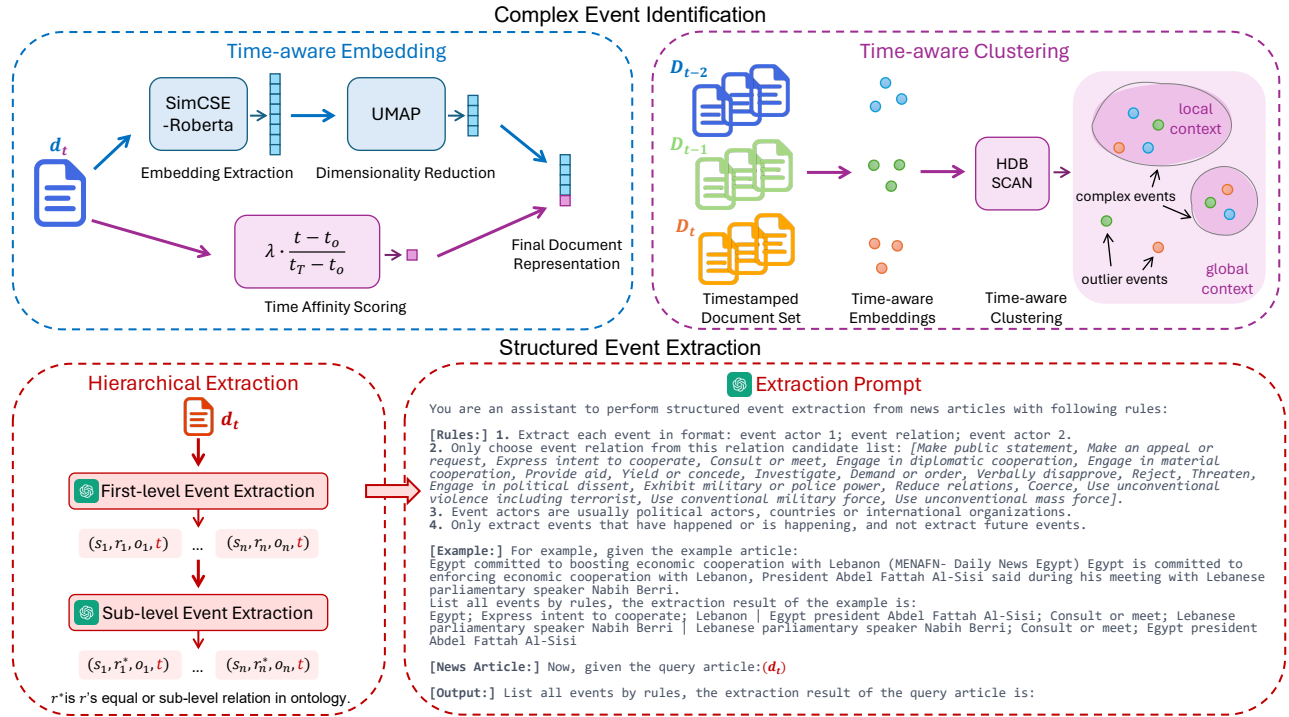 Complex Event Identification
Time-aware Embedding
d_t
SimCSE
-Roberta
Embedding Extraction
UMAP
Dimensionality Reduction
λ · (t − t_o) / (t_T − t_o)
Time Affinity Scoring
Final Document
Representation
Time-aware Clustering
D_{t-2}
D_{t-1}
D_t
Timestamped
Document Set
Time-aware
Embeddings
HDB
SCAN
Time-aware
Clustering
local
context
complex events
outlier events
global
context
Structured Event Extraction
Hierarchical Extraction
d_t
First-level Event Extraction
(s_1, r_1, o_1, t) ... (s_n, r_n, o_n, t)
Sub-level Event Extraction
(s_1, r_1^*, o_1, t) ... (s_n, r_n^*, o_n, t)
r* is r's equal or sub-level relation in ontology.
Extraction Prompt
You are an assistant to perform structured event extraction from news articles with following rules:
[Rules:] 1. Extract each event in format: event actor 1; event relation; event actor 2.
2. Only choose event relation from this relation candidate list: [Make public statement, Make an appeal or
request, Express intent to cooperate, Consult or meet, Engage in diplomatic cooperation, Engage in material
cooperation, Provide aid, Yield or concede, Investigate, Demand or order, Verbally disapprove, Reject, Threaten,
Engage in political dissent, Exhibit military or police power, Reduce relations, Coerce, Use unconventional
violence including terrorist, Use conventional military force, Use unconventional mass force].
3. Event actors are usually political actors, countries or international organizations.
4. Only extract events that have happened or is happening, and not extract future events.
[Example:] For example, given the example article:
Egypt committed to boosting economic cooperation with Lebanon (MENAFN- Daily News Egypt) Egypt is committed to
enforcing economic cooperation with Lebanon, President Abdel Fattah Al-Sisi said during his meeting with Lebanese
parliamentary speaker Nabih Berri.
List all events by rules, the extraction result of the example is:
Egypt; Express intent to cooperate; Lebanon | Egypt president Abdel Fattah Al-Sisi; Consult or meet; Lebanese
parliamentary speaker Nabih Berri | Lebanese parliamentary speaker Nabih Berri; Consult or meet; Egypt president
Abdel Fattah Al-Sisi
[News Article:] Now, given the query article:(d_t)
[Output:] List all events by rules, the extraction result of the query article is: